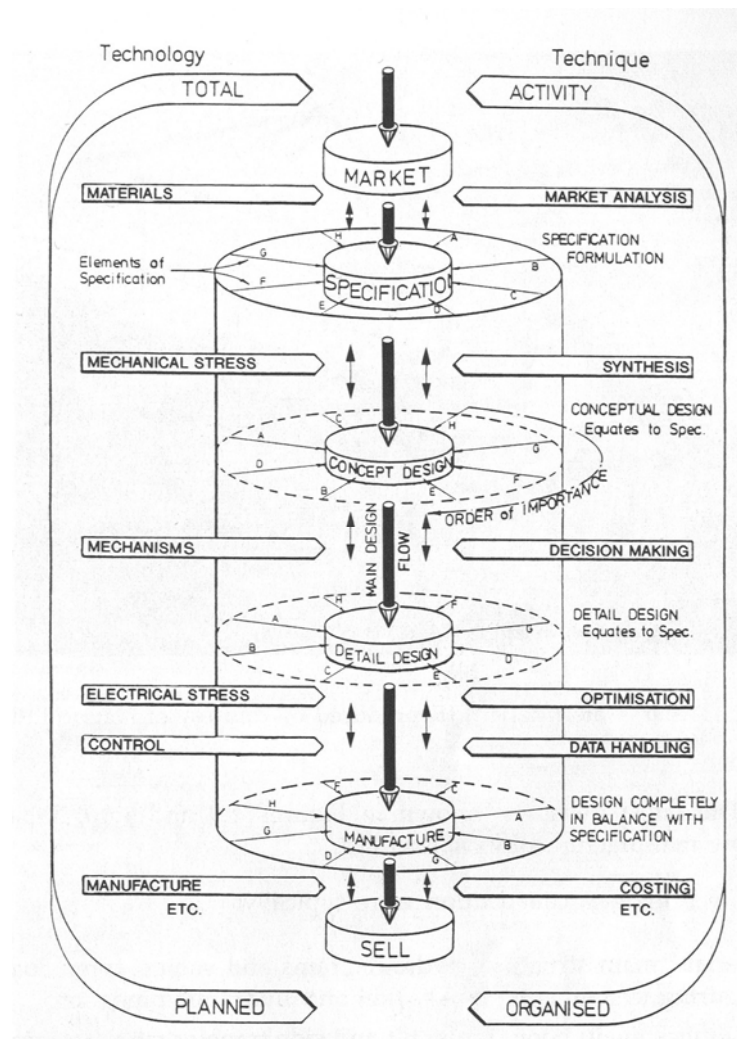 Technology
Technique
TOTAL
ACTIVITY
MARKET
MATERIALS
MARKET ANALYSIS
H
A
G
B
SPECIFICATION
FORMULATION
Elements of
Specification
SPECIFICATION
F
C
E
D
MECHANICAL STRESS
SYNTHESIS
CONCEPTUAL DESIGN
Equates to Spec.
C
H
A
G
D
CONCEPT DESIGN
F
B
E
ORDER of IMPORTANCE
MAIN DESIGN
FLOW
MECHANISMS
DECISION MAKING
H
F
A
G
DETAIL DESIGN
Equates to Spec.
B
DETAIL DESIGN
D
C
E
ELECTRICAL STRESS
OPTIMISATION
CONTROL
DATA HANDLING
F
C
H
A
DESIGN COMPLETELY
IN BALANCE WITH
SPECIFICATION
G
MANUFACTURE
B
D
G
MANUFACTURE
ETC.
COSTING
ETC.
SELL
PLANNED
ORGANISED